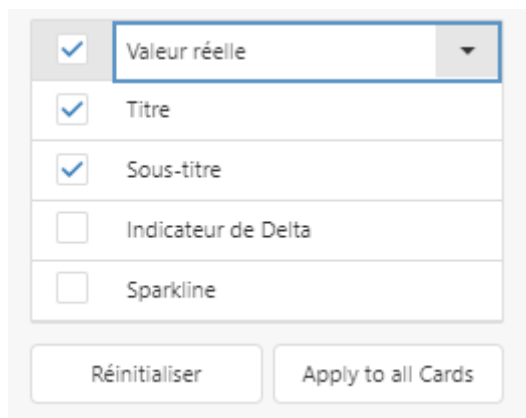 Valeur réelle
Titre
Sous-titre
Indicateur de Delta
Sparkline
Réinitialiser
Apply to all Cards